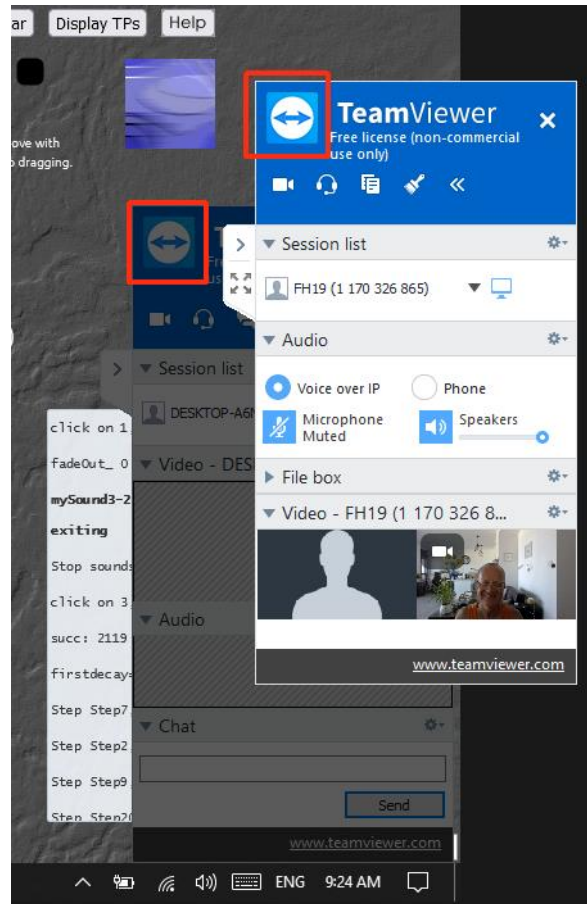 ar
Display TPs
Help
ove with
dragging.
TeamViewer
Free license (non-commercial
use only)
Session list
FH19 (1 170 326 865)
Audio
Voice over IP
Phone
Microphone
Muted
Speakers
File box
Video - FH19 (1 170 326 8...
www.teamviewer.com
T
Fr
us
Session list
DESKTOP-A6
Video - DES
Audio
Chat
Send
www.teamviewer.com
click on 1
fadeOut_ 0
mySound3-2
exiting
Stop sounds
click on 3
succ: 2119
firstdecay=
Step Step7
Step Step2
Step Step9
Step Step20
ENG
9:24 AM